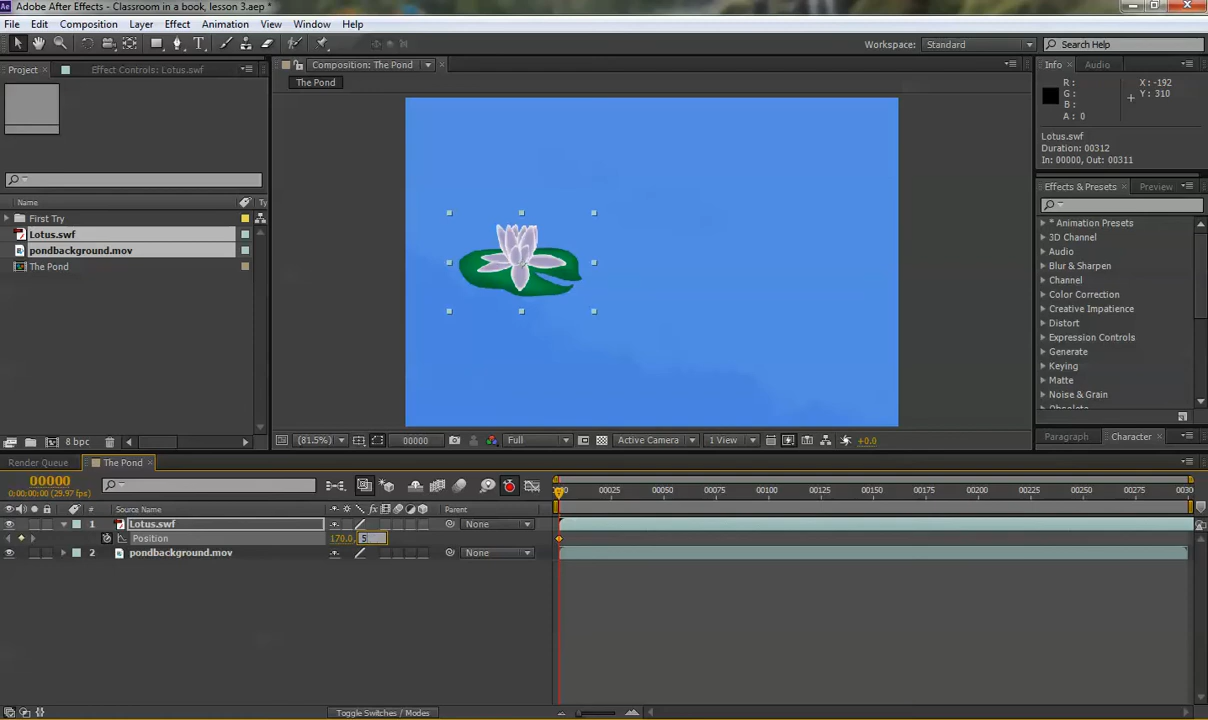 Adobe After Effects - Classroom in a book, lesson 3.aep *
File Edit Composition Layer Effect Animation View Window Help
Workspace: Standard Search Help
Project Effect Controls: Lotus.swf
Composition: The Pond
The Pond
Info Audio
R : X : -192
G : Y : 310
B :
A : 0
Lotus.swf
Duration: 00312
In: 00000, Out: 00311
Effects & Presets Preview
Name
First Try
Lotus.swf
pondbackground.mov
The Pond
* Animation Presets
3D Channel
Audio
Blur & Sharpen
Channel
Color Correction
Chromic Impatience
Distort
Expression Controls
Generate
Keying
Matte
Noise & Grain
Obsolete
8 bpc
(81.5%) 00000 Full Active Camera 1 View +0.0
Paragraph Character
Render Queue The Pond
00000
0:00:00:00 (29.97 fps)
00025 00050 00075 00100 00125 00150 00175 00200 00225 00250 00275 0030
# Source Name Parent
1 Lotus.swf None
Position 170.0, 5
2 pondbackground.mov None
Toggle Switches / Modes